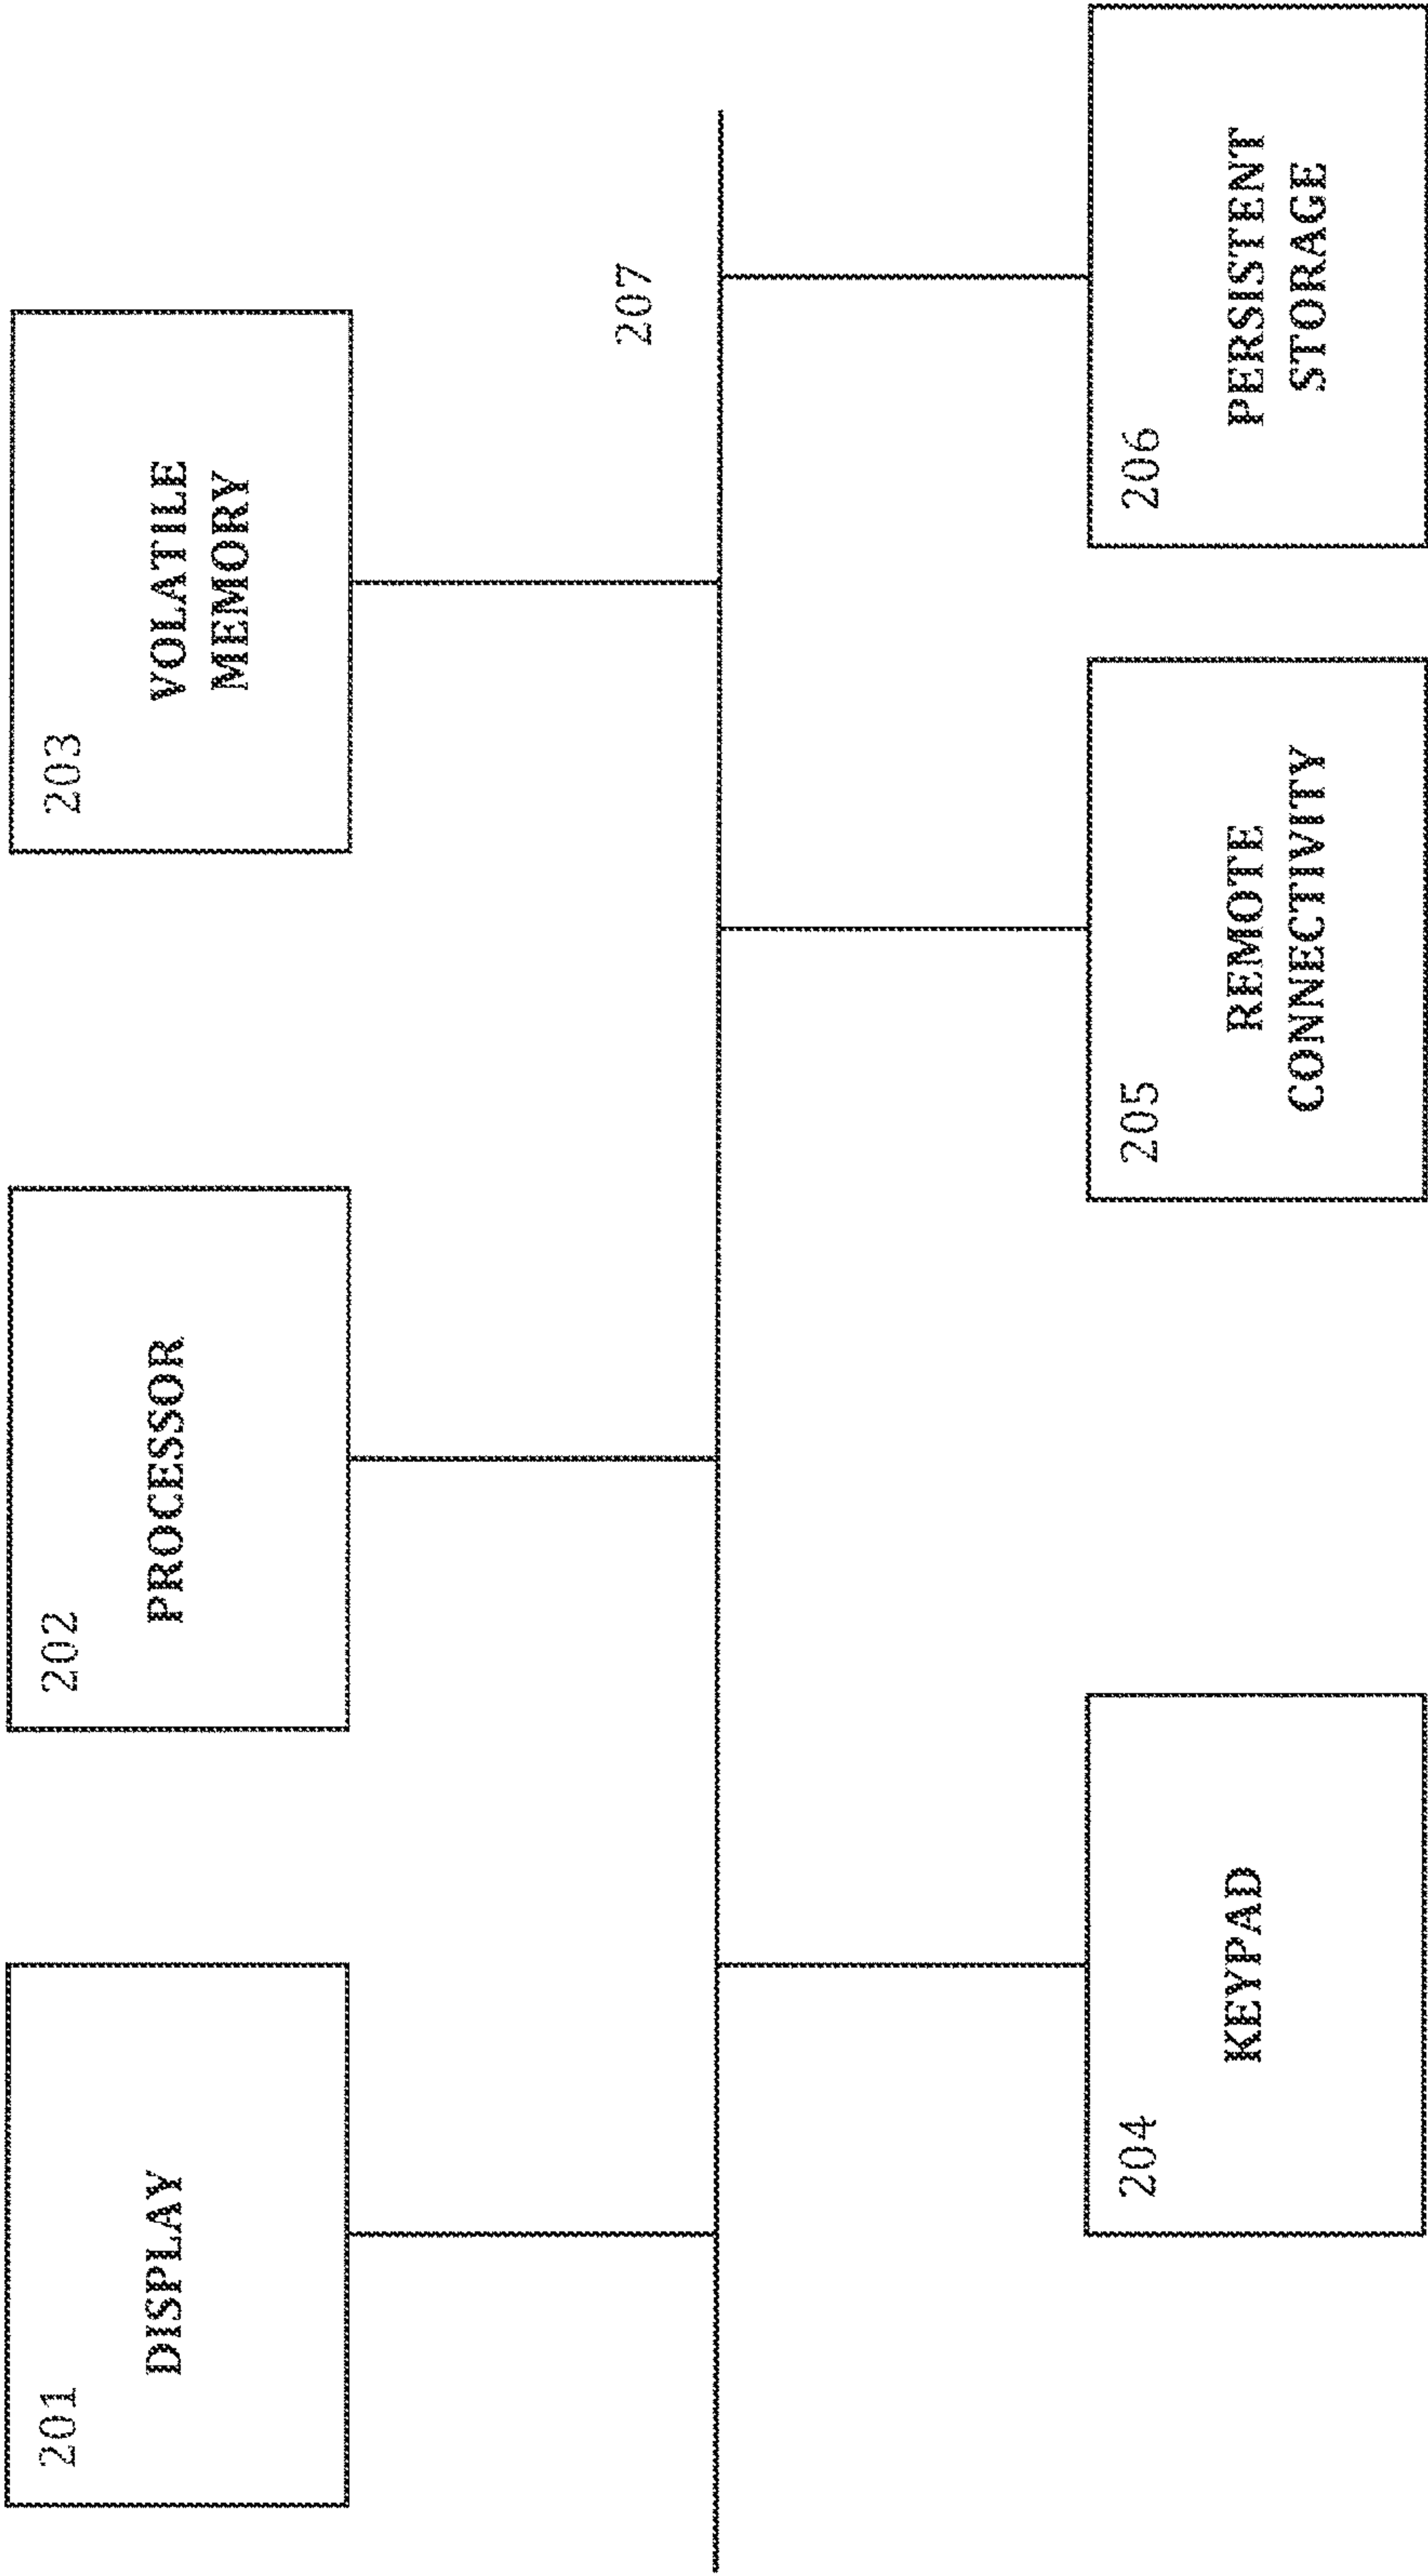 201
DISPLAY
202
PROCESSOR
203
VOLATILE
MEMORY
207
204
KEYPAD
205
REMOTE
CONNECTIVITY
206
PERSISTENT
STORAGE